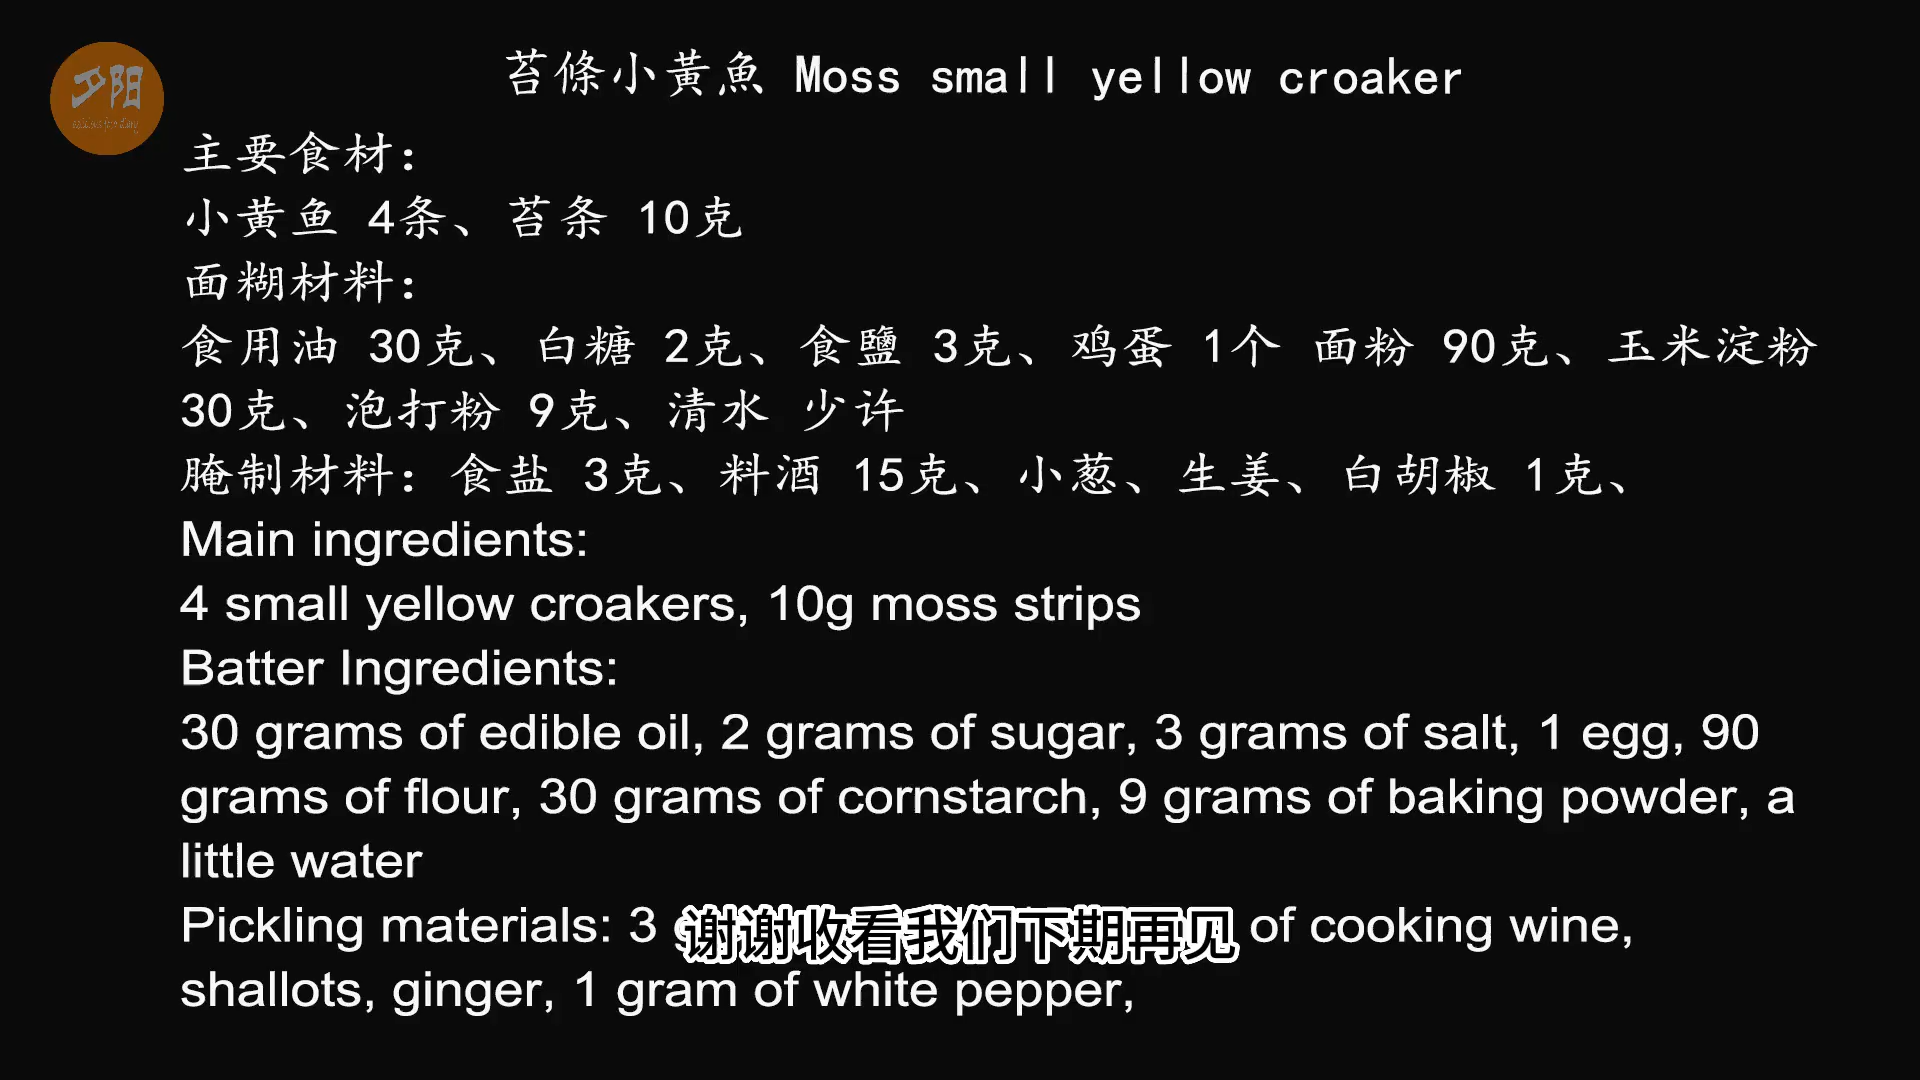 夕阳
苔條小黃魚 Moss small yellow croaker
主要食材：
小黄鱼 4条、苔条 10克
面糊材料：
食用油 30克、白糖 2克、食鹽 3克、鸡蛋 1个 面粉 90克、玉米淀粉
30克、泡打粉 9克、清水 少许
腌制材料：食盐 3克、料酒 15克、小葱、生姜、白胡椒 1克、
Main ingredients:
4 small yellow croakers, 10g moss strips
Batter Ingredients:
30 grams of edible oil, 2 grams of sugar, 3 grams of salt, 1 egg, 90
grams of flour, 30 grams of cornstarch, 9 grams of baking powder, a
little water
Pickling materials: 3 of cooking wine,
谢谢收看我们下期再见
shallots, ginger, 1 gram of white pepper,